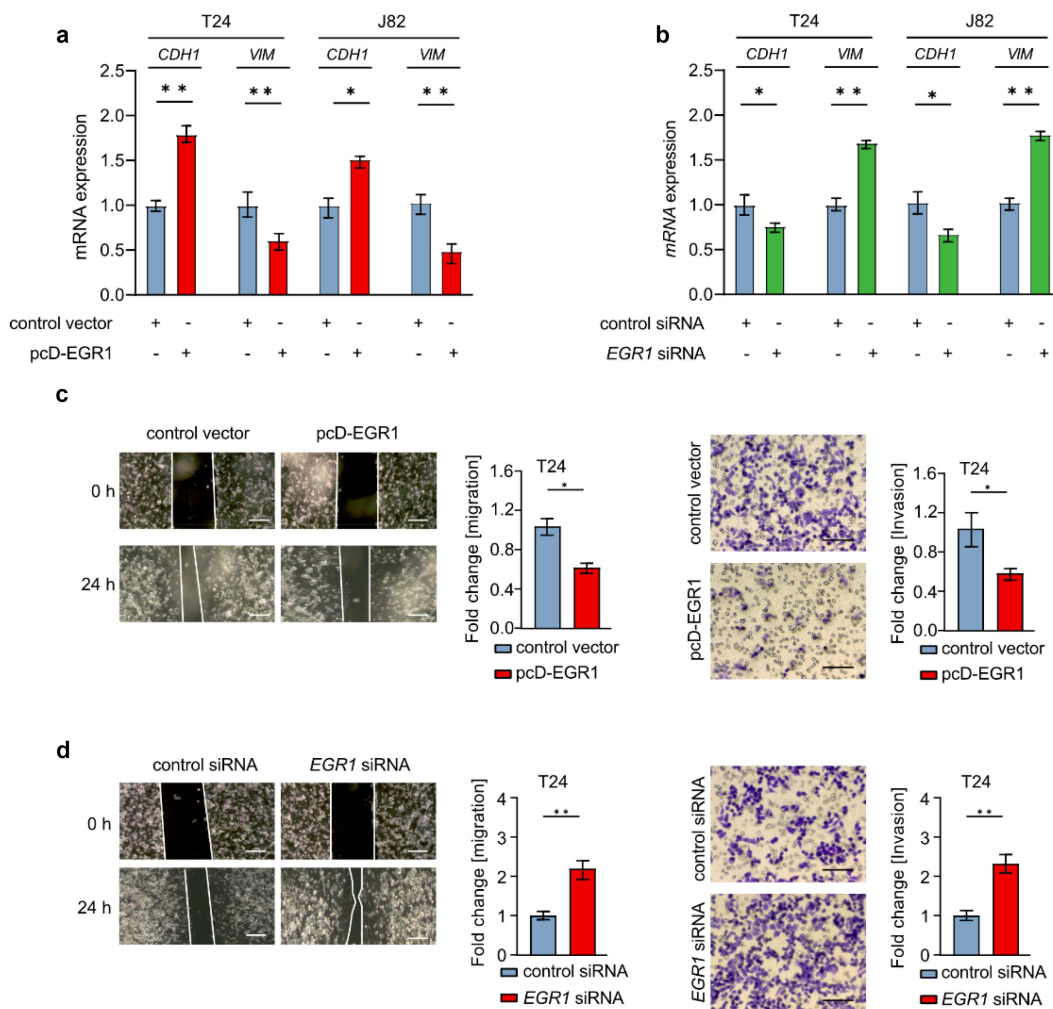 a
T24 J82
CDH1 VIM CDH1 VIM
2.5
2.0
1.5
1.0
0.5
0.0
mRNA expression
** ** * **
control vector + - + - + - + -
pcD-EGR1 - + - + - + - +
b
T24 J82
CDH1 VIM CDH1 VIM
2.5
2.0
1.5
1.0
0.5
0.0
mRNA expression
* ** * **
control siRNA + - + - + - + -
EGR1 siRNA - + - + - + - +
c
control vector pcD-EGR1
0 h
24 h
T24
*
1.6
1.2
0.8
0.4
0.0
Fold change [migration]
control vector
pcD-EGR1
control vector
pcD-EGR1
T24
*
1.6
1.2
0.8
0.4
0.0
Fold change [Invasion]
control vector
pcD-EGR1
d
control siRNA EGR1 siRNA
0 h
24 h
T24
**
4
3
2
1
0
Fold change [migration]
control siRNA
EGR1 siRNA
control siRNA
EGR1 siRNA
T24
**
4
3
2
1
0
Fold change [Invasion]
control siRNA
EGR1 siRNA